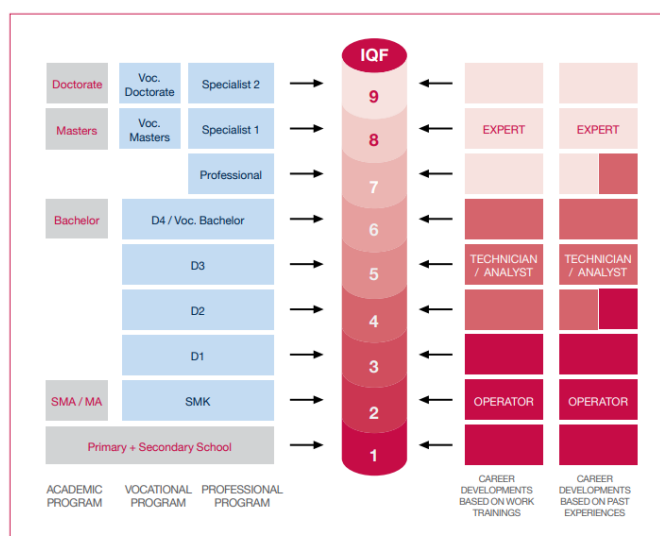 IQF
Doctorate
Voc.
Doctorate
Specialist 2
9
Masters
Voc.
Masters
Specialist 1
8
EXPERT
EXPERT
Professional
7
Bachelor
D4 / Voc. Bachelor
6
D3
5
TECHNICIAN
/ ANALYST
TECHNICIAN
/ ANALYST
D2
4
D1
3
SMA / MA
SMK
2
OPERATOR
OPERATOR
Primary + Secondary School
1
ACADEMIC
PROGRAM
VOCATIONAL
PROGRAM
PROFESSIONAL
PROGRAM
CAREER
DEVELOPMENTS
BASED ON WORK
TRAININGS
CAREER
DEVELOPMENTS
BASED ON PAST
EXPERIENCES